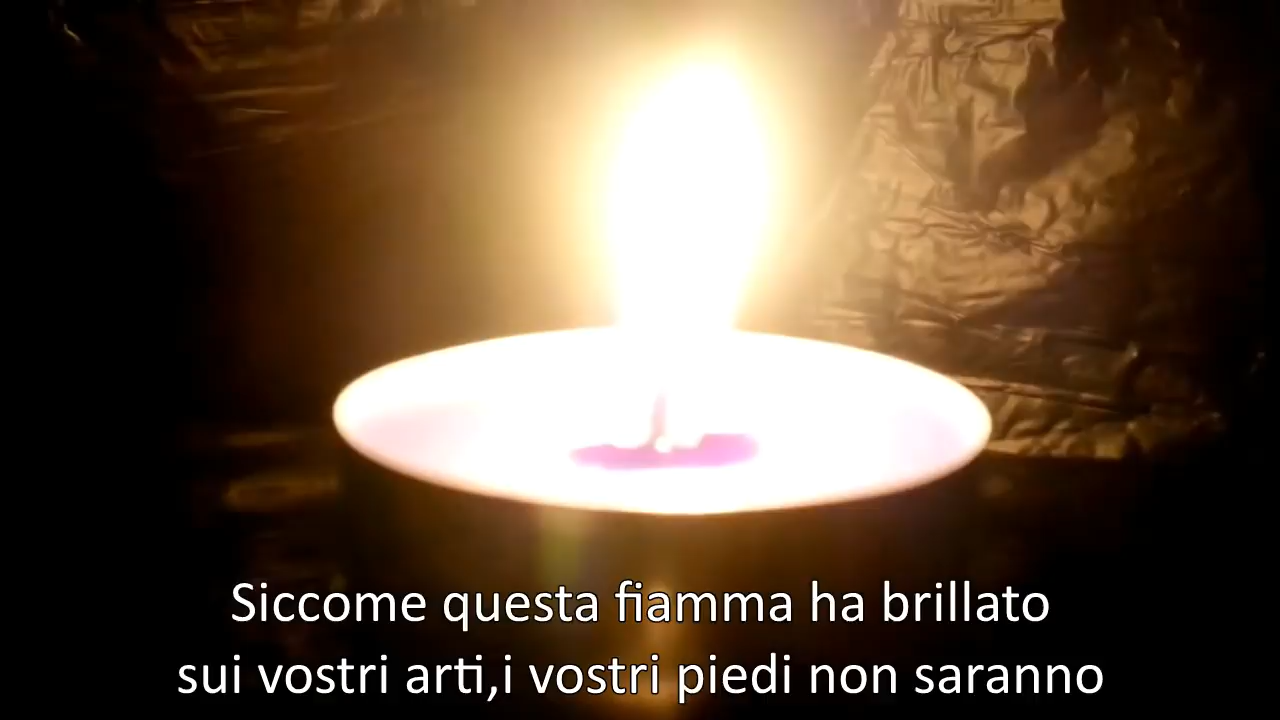 Siccome questa fiamma ha brillato
sui vostri arti,i vostri piedi non saranno